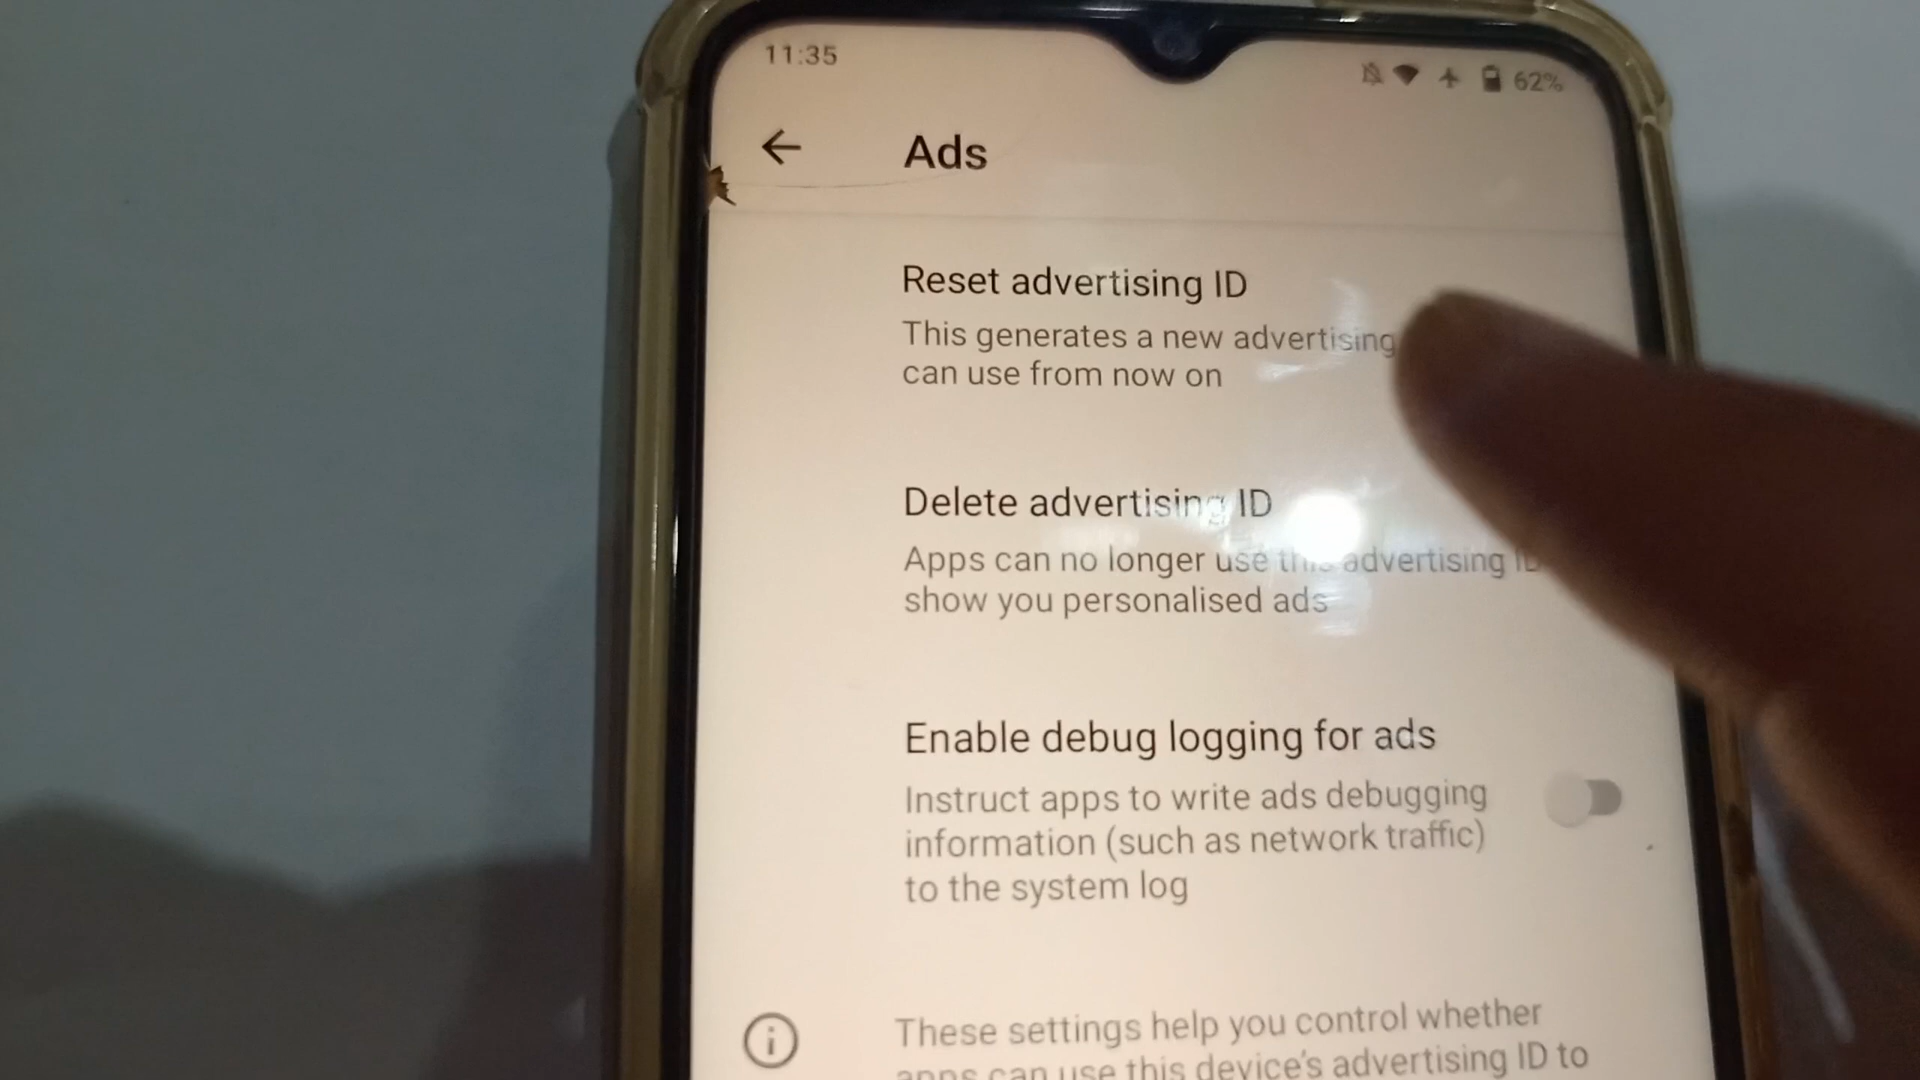 11:35
62%
Ads
Reset advertising ID
This generates a new advertising
can use from now on
Delete advertising ID
Apps can no longer use this advertising ID
show you personalised ads
Enable debug logging for ads
Instruct apps to write ads debugging
information (such as network traffic)
to the system log
These settings help you control whether
apps can use this device's advertising ID to